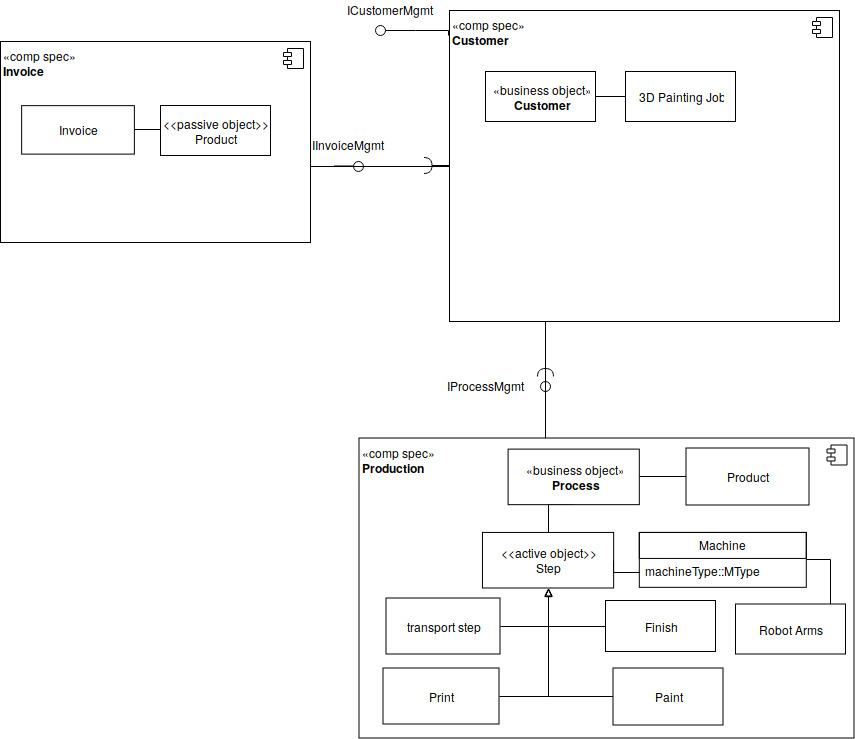 ICustomerMgmt
«comp spec»
Customer
«business object»
Customer
3D Painting Job
«comp spec»
Invoice
Invoice
<<passive object>>
Product
IInvoiceMgmt
IProcessMgmt
«comp spec»
Production
«business object»
Process
Product
<<active object>>
Step
Machine
machineType::MType
transport step
Finish
Robot Arms
Print
Paint